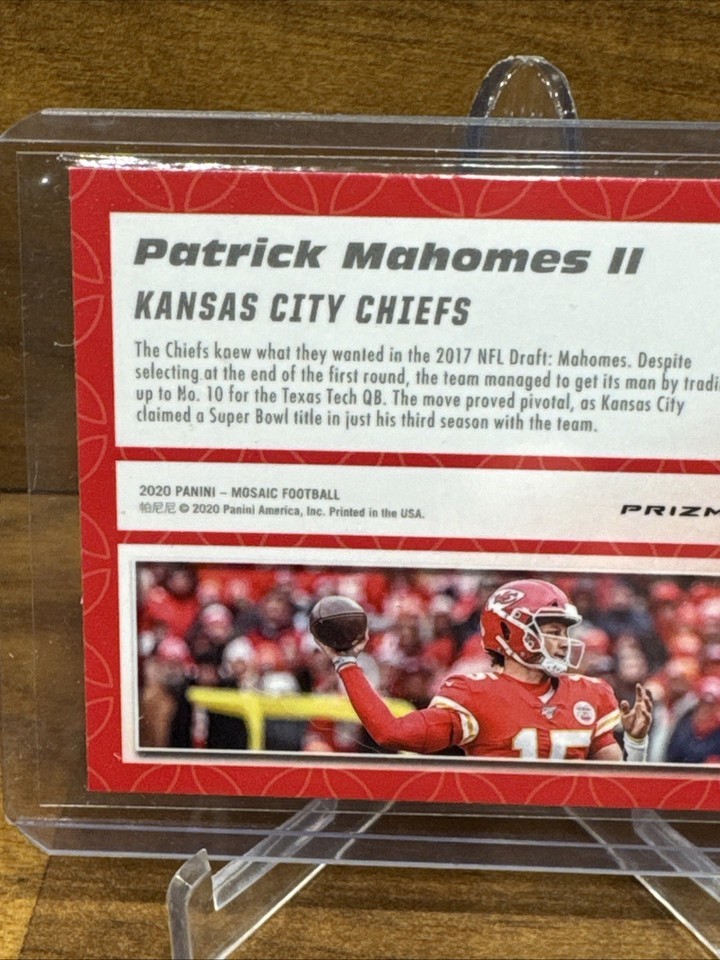 Patrick Mahomes II
KANSAS CITY CHIEFS
The Chiefs knew what they wanted in the 2017 NFL Draft: Mahomes. Despite
selecting at the end of the first round, the team managed to get its man by tradi
up to No. 10 for the Texas Tech QB. The move proved pivotal, as Kansas City
claimed a Super Bowl title in just his third season with the team.
2020 PANINI – MOSAIC FOOTBALL
帕尼尼 © 2020 Panini America, Inc. Printed in the USA.
PRIZM
15